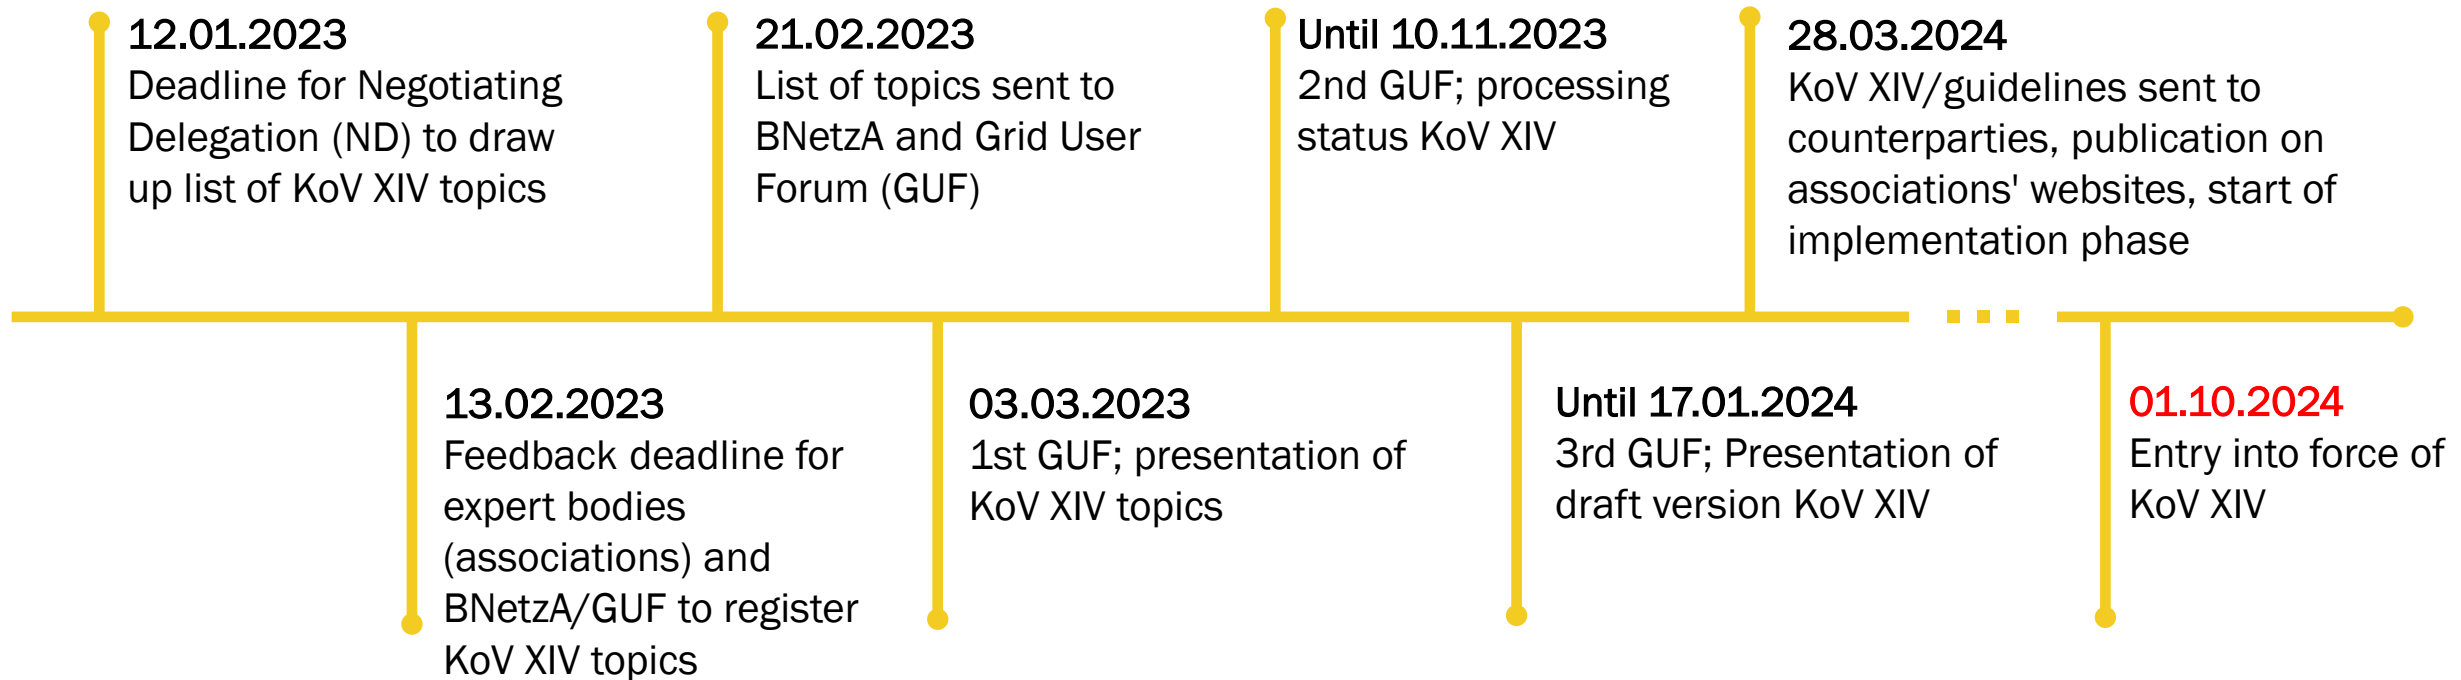 12.01.2023
Deadline for Negotiating
Delegation (ND) to draw
up list of KoV XIV topics
13.02.2023
Feedback deadline for
expert bodies
(associations) and
BNetzA/GUF to register
KoV XIV topics
21.02.2023
List of topics sent to
BNetzA and Grid User
Forum (GUF)
03.03.2023
1st GUF; presentation of
KoV XIV topics
Until 10.11.2023
2nd GUF; processing
status KoV XIV
Until 17.01.2024
3rd GUF; Presentation of
draft version KoV XIV
28.03.2024
KoV XIV/guidelines sent to
counterparties, publication on
associations' websites, start of
implementation phase
01.10.2024
Entry into force of
KoV XIV